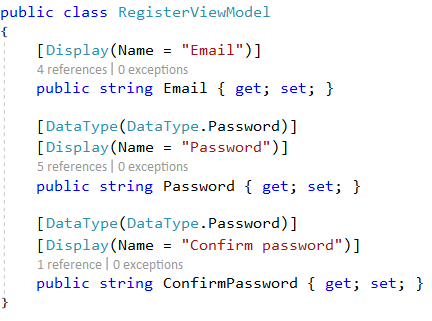 public class RegisterViewModel
{
[Display(Name = "Email")]
4 references | 0 exceptions
public string Email { get; set; }
[DataType(DataType.Password)]
[Display(Name = "Password")]
5 references | 0 exceptions
public string Password { get; set; }
[DataType(DataType.Password)]
[Display(Name = "Confirm password")]
1 reference | 0 exceptions
public string ConfirmPassword { get; set; }
}